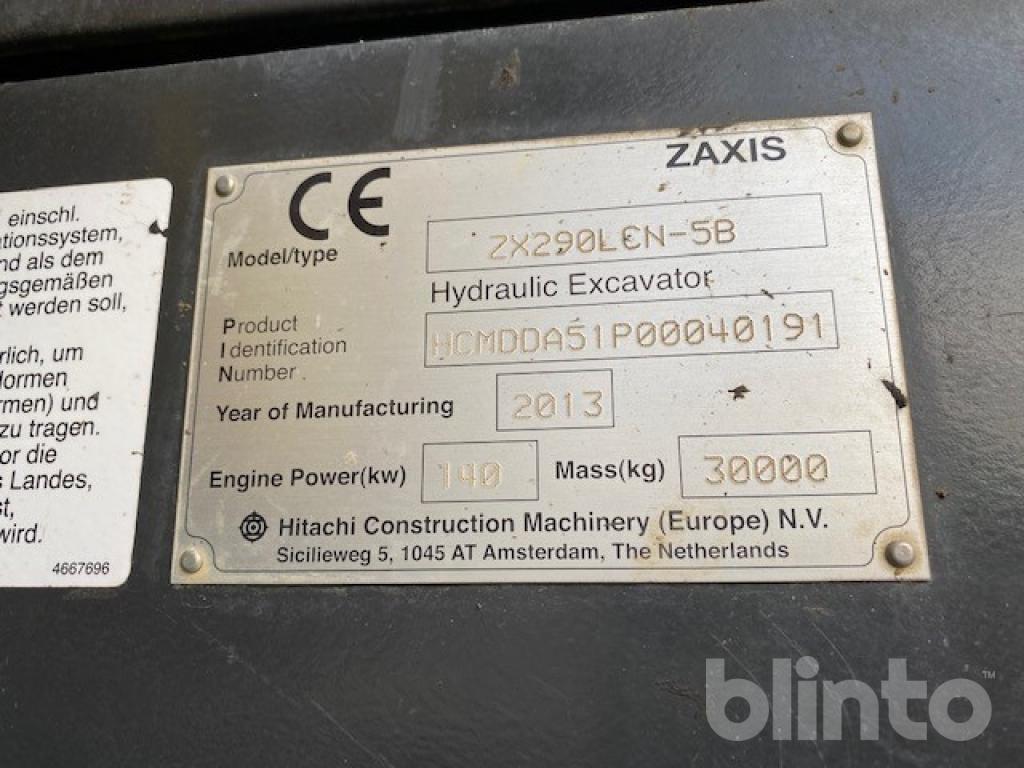 einschl.
ationssystem,
nd als dem
gsgemäßen
t werden soll,
rlich, um
lormen
rmen) und
zu tragen.
or die
s Landes,
st,
wird.
4667696
ZAXIS
CE
Model/type ZX290LCN-5B
Hydraulic Excavator
Product
Identification HCMDDA51P00040191
Number
Year of Manufacturing 2013
Engine Power(kw) 140 Mass(kg) 30000
Hitachi Construction Machinery (Europe) N.V.
Sicilieweg 5, 1045 AT Amsterdam, The Netherlands
blinto™